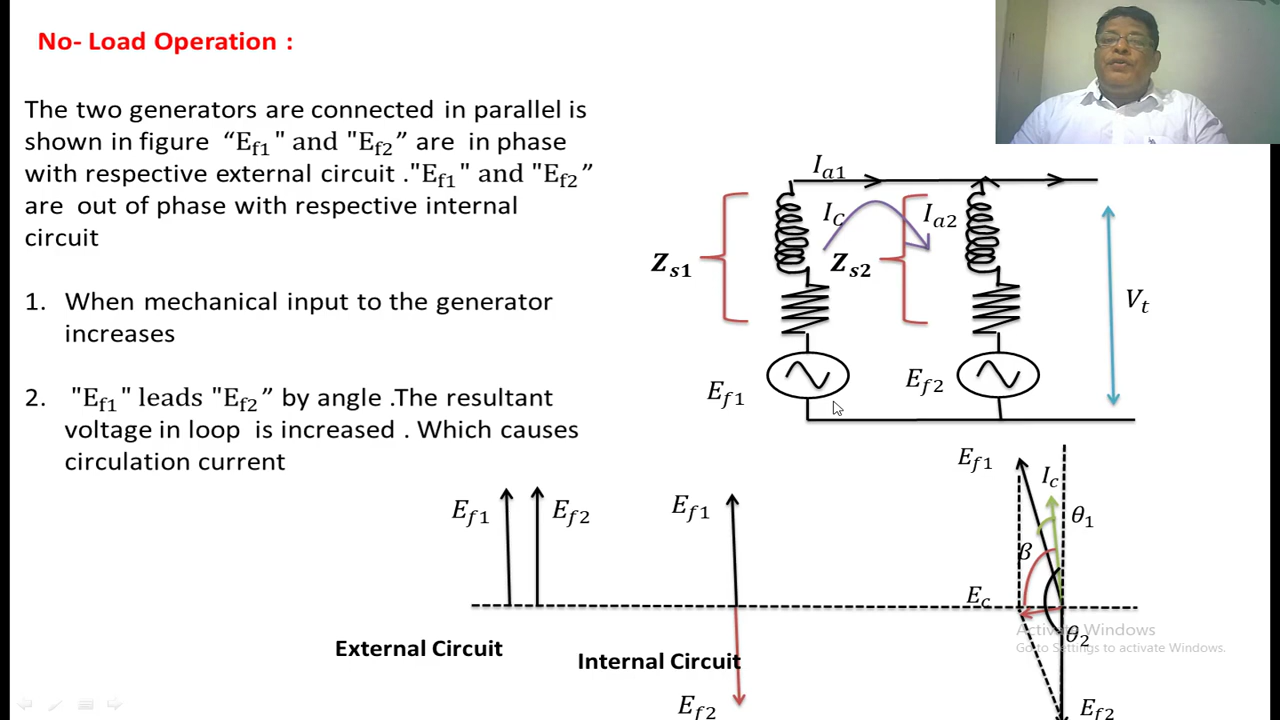 No- Load Operation :
The two generators are connected in parallel is
shown in figure “Ef1" and "Ef2” are in phase
with respective external circuit ."Ef1" and "Ef2”
are out of phase with respective internal
circuit
1. When mechanical input to the generator
increases
2. "Ef1" leads "Ef2” by angle .The resultant
voltage in loop is increased . Which causes
circulation current
Ia1
IC
Ia2
Zs1
Zs2
Vt
Ef1
Ef2
Ef1
Ef2
Ef1
Ef1
Ic
θ1
β
Ec
θ2
External Circuit
Internal Circuit
Ef2
Ef2
Activate Windows
Go to Settings to activate Windows.